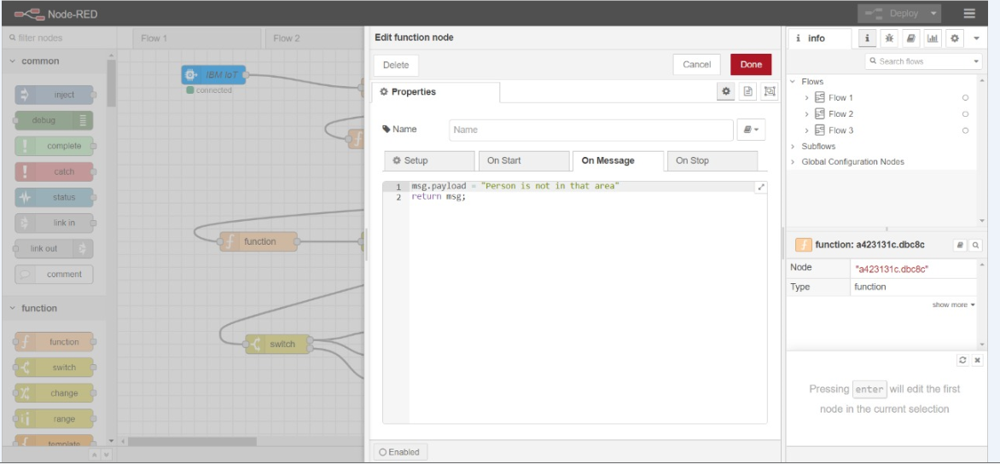 Node-RED
Deploy
filter nodes
Flow 1
Flow 2
common
inject
debug
complete
catch
status
link in
link out
comment
function
function
switch
change
range
template
IBM IoT
connected
function
switch
Edit function node
Delete
Cancel
Done
Properties
Name
Name
Setup
On Start
On Message
On Stop
1 msg.payload = "Person is not in that area"
2 return msg;
Enabled
i info
i
Search flows
Flows
Flow 1
Flow 2
Flow 3
Subflows
Global Configuration Nodes
function: a423131c.dbc8c
Node "a423131c.dbc8c"
Type function
show more
Pressing enter will edit the first
node in the current selection